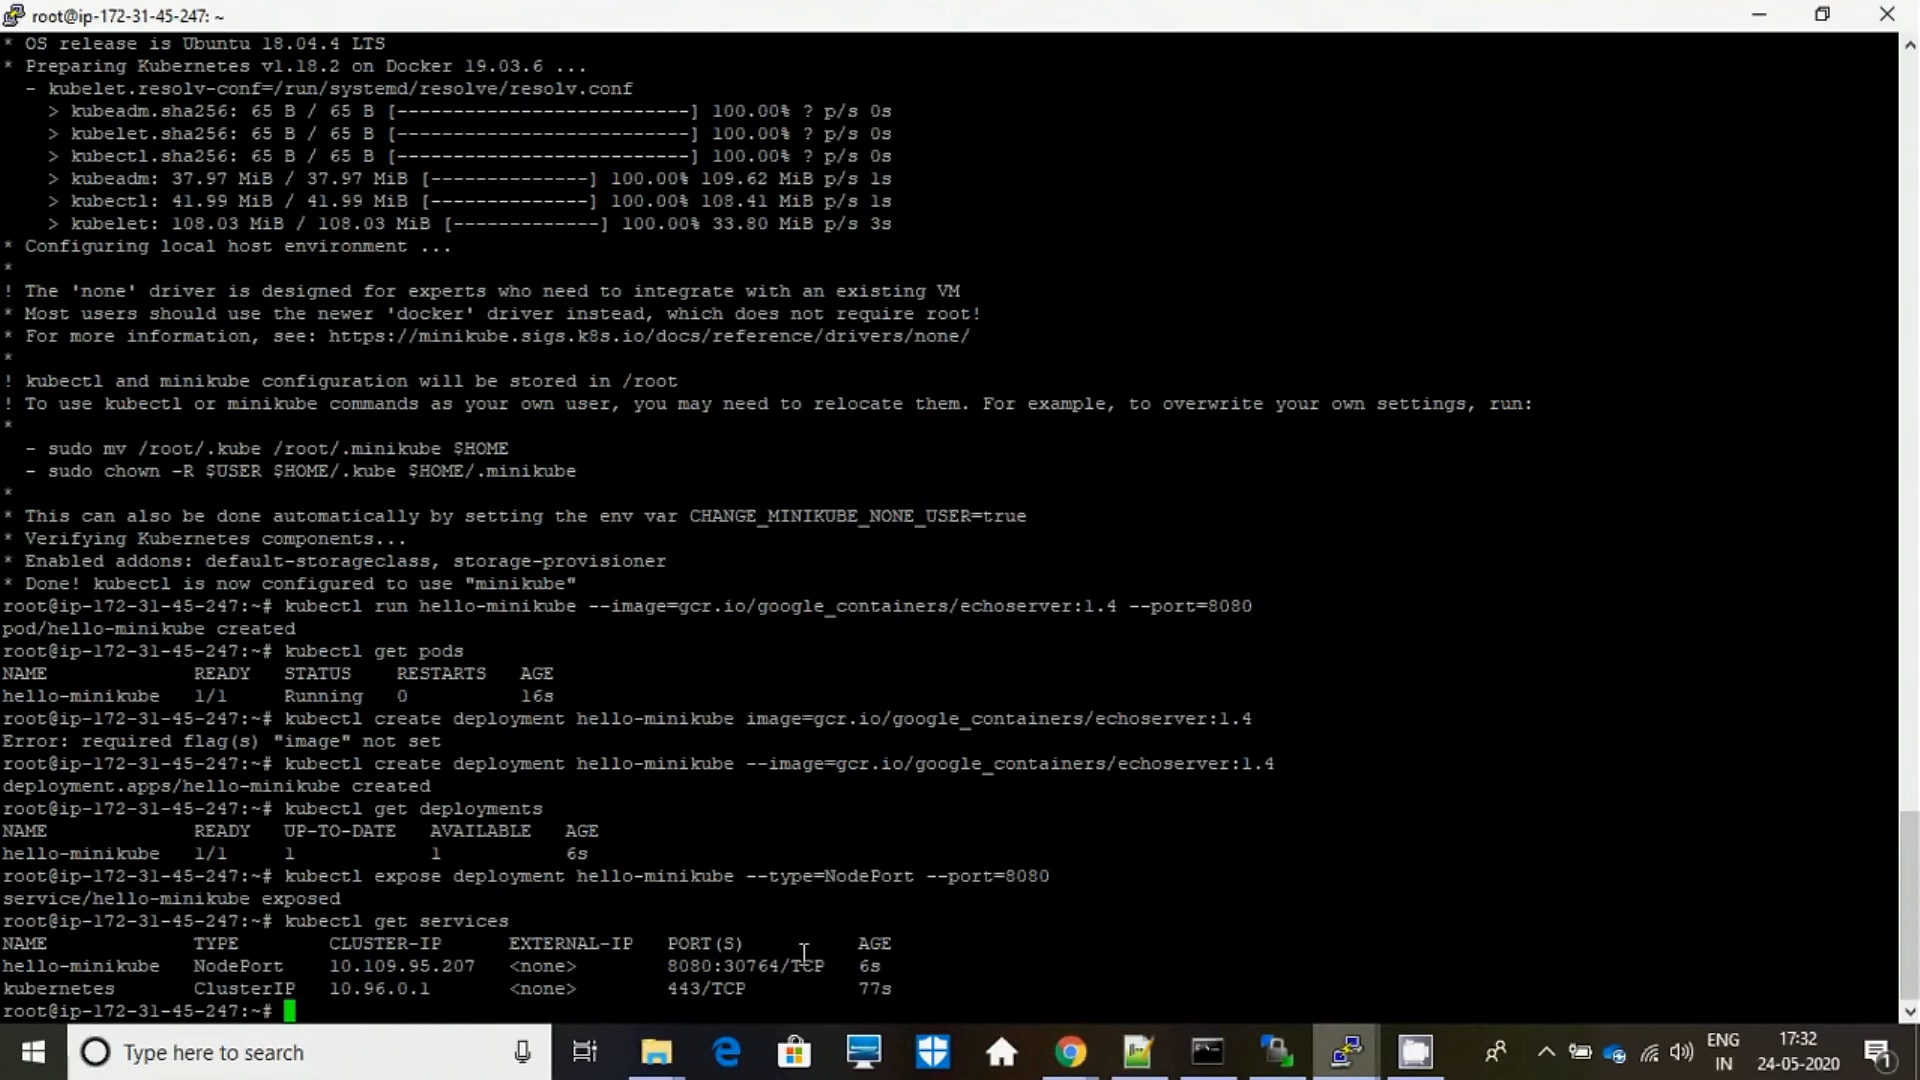 root@ip-172-31-45-247: ~
* OS release is Ubuntu 18.04.4 LTS
* Preparing Kubernetes v1.18.2 on Docker 19.03.6 ...
  - kubelet.resolv-conf=/run/systemd/resolve/resolv.conf
    > kubeadm.sha256: 65 B / 65 B [--------------------------] 100.00% ? p/s 0s
    > kubelet.sha256: 65 B / 65 B [--------------------------] 100.00% ? p/s 0s
    > kubectl.sha256: 65 B / 65 B [--------------------------] 100.00% ? p/s 0s
    > kubeadm: 37.97 MiB / 37.97 MiB [--------------] 100.00% 109.62 MiB p/s 1s
    > kubectl: 41.99 MiB / 41.99 MiB [--------------] 100.00% 108.41 MiB p/s 1s
    > kubelet: 108.03 MiB / 108.03 MiB [-------------] 100.00% 33.80 MiB p/s 3s
* Configuring local host environment ...
*
! The 'none' driver is designed for experts who need to integrate with an existing VM
* Most users should use the newer 'docker' driver instead, which does not require root!
* For more information, see: https://minikube.sigs.k8s.io/docs/reference/drivers/none/
*
! kubectl and minikube configuration will be stored in /root
! To use kubectl or minikube commands as your own user, you may need to relocate them. For example, to overwrite your own settings, run:
*
  - sudo mv /root/.kube /root/.minikube $HOME
  - sudo chown -R $USER $HOME/.kube $HOME/.minikube
*
* This can also be done automatically by setting the env var CHANGE_MINIKUBE_NONE_USER=true
* Verifying Kubernetes components...
* Enabled addons: default-storageclass, storage-provisioner
* Done! kubectl is now configured to use "minikube"
root@ip-172-31-45-247:~# kubectl run hello-minikube --image=gcr.io/google_containers/echoserver:1.4 --port=8080
pod/hello-minikube created
root@ip-172-31-45-247:~# kubectl get pods
NAME             READY   STATUS    RESTARTS   AGE
hello-minikube   1/1     Running   0          16s
root@ip-172-31-45-247:~# kubectl create deployment hello-minikube image=gcr.io/google_containers/echoserver:1.4
Error: required flag(s) "image" not set
root@ip-172-31-45-247:~# kubectl create deployment hello-minikube --image=gcr.io/google_containers/echoserver:1.4
deployment.apps/hello-minikube created
root@ip-172-31-45-247:~# kubectl get deployments
NAME             READY   UP-TO-DATE   AVAILABLE   AGE
hello-minikube   1/1     1            1           6s
root@ip-172-31-45-247:~# kubectl expose deployment hello-minikube --type=NodePort --port=8080
service/hello-minikube exposed
root@ip-172-31-45-247:~# kubectl get services
NAME             TYPE        CLUSTER-IP      EXTERNAL-IP   PORT(S)          AGE
hello-minikube   NodePort    10.109.95.207   <none>        8080:30764/TCP   6s
kubernetes       ClusterIP   10.96.0.1       <none>        443/TCP          77s
root@ip-172-31-45-247:~#
Type here to search
ENG
IN
17:32
24-05-2020
1